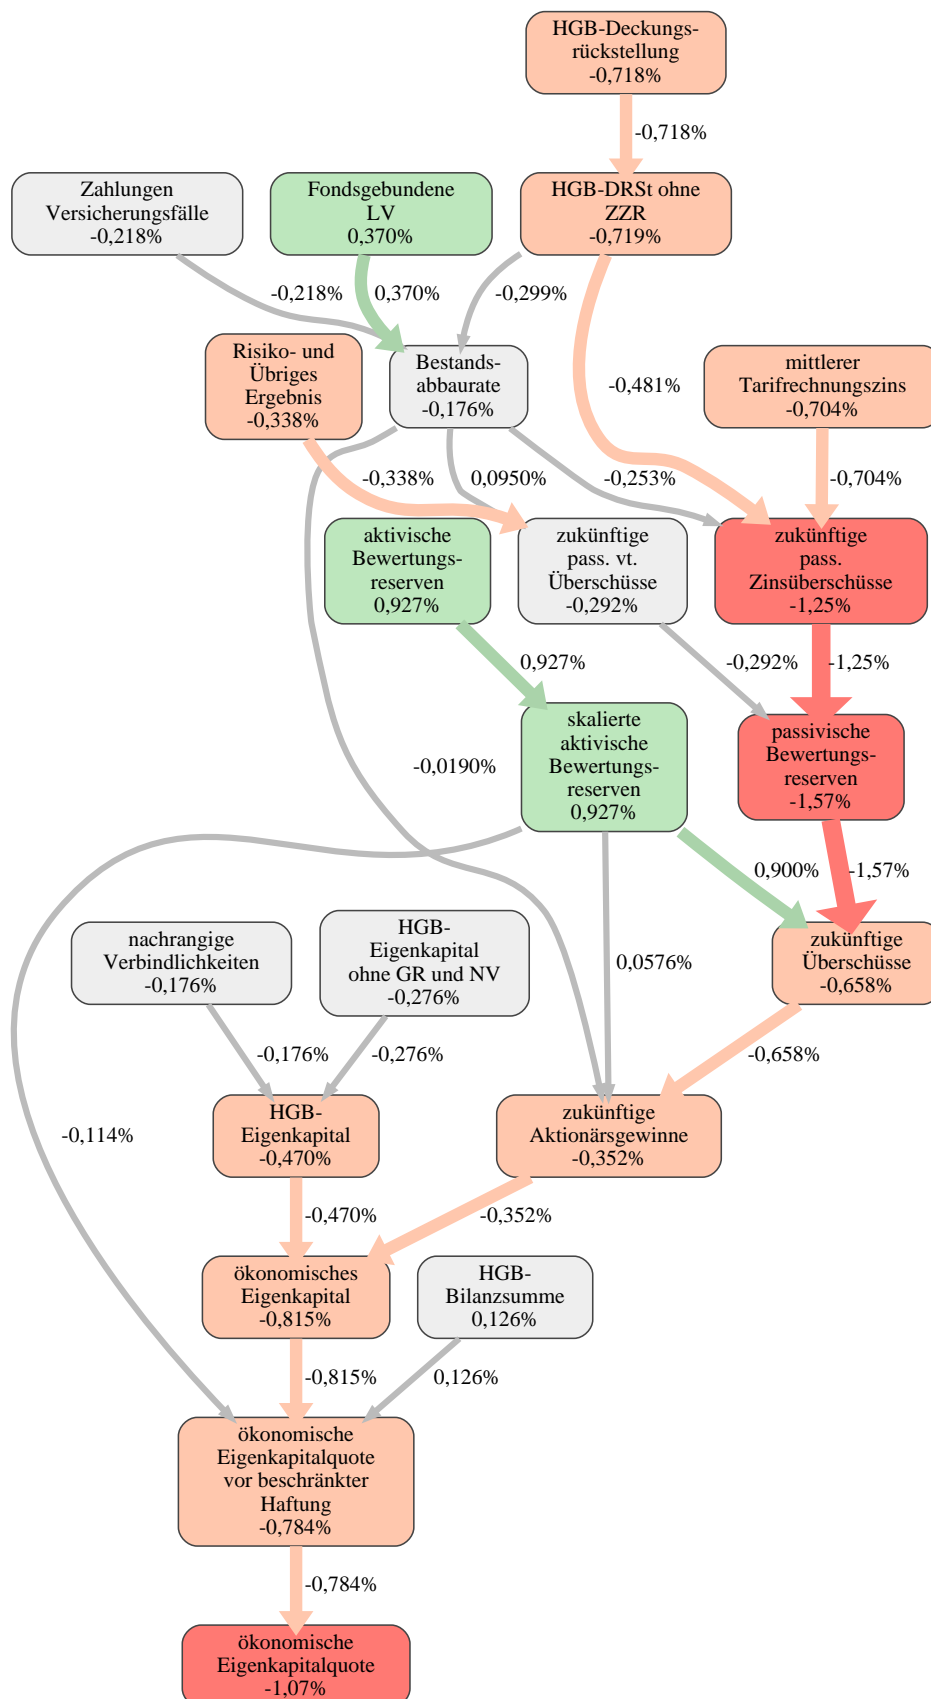 HGB-Deckungs-
rückstellung
-0,718%
-0,718%
Zahlungen
Versicherungsfälle
-0,218%
Fondsgebundene
LV
0,370%
HGB-DRSt ohne
ZZR
-0,719%
-0,218%
0,370%
-0,299%
Risiko- und
Übriges
Ergebnis
-0,338%
Bestands-
abbaurate
-0,176%
-0,481%
mittlerer
Tarifrechnungszins
-0,704%
-0,338%
0,0950%
-0,253%
-0,704%
aktivische
Bewertungs-
reserven
0,927%
zukünftige
pass. vt.
Überschüsse
-0,292%
zukünftige
pass.
Zinsüberschüsse
-1,25%
0,927%
-0,292%
-1,25%
skalierte
aktivische
Bewertungs-
reserven
0,927%
passivische
Bewertungs-
reserven
-1,57%
-0,0190%
0,900%
-1,57%
nachrangige
Verbindlichkeiten
-0,176%
HGB-
Eigenkapital
ohne GR und NV
-0,276%
0,0576%
zukünftige
Überschüsse
-0,658%
-0,176%
-0,276%
-0,658%
-0,114%
HGB-
Eigenkapital
-0,470%
zukünftige
Aktionärsgewinne
-0,352%
-0,470%
-0,352%
ökonomisches
Eigenkapital
-0,815%
HGB-
Bilanzsumme
0,126%
-0,815%
0,126%
ökonomische
Eigenkapitalquote
vor beschränkter
Haftung
-0,784%
-0,784%
ökonomische
Eigenkapitalquote
-1,07%